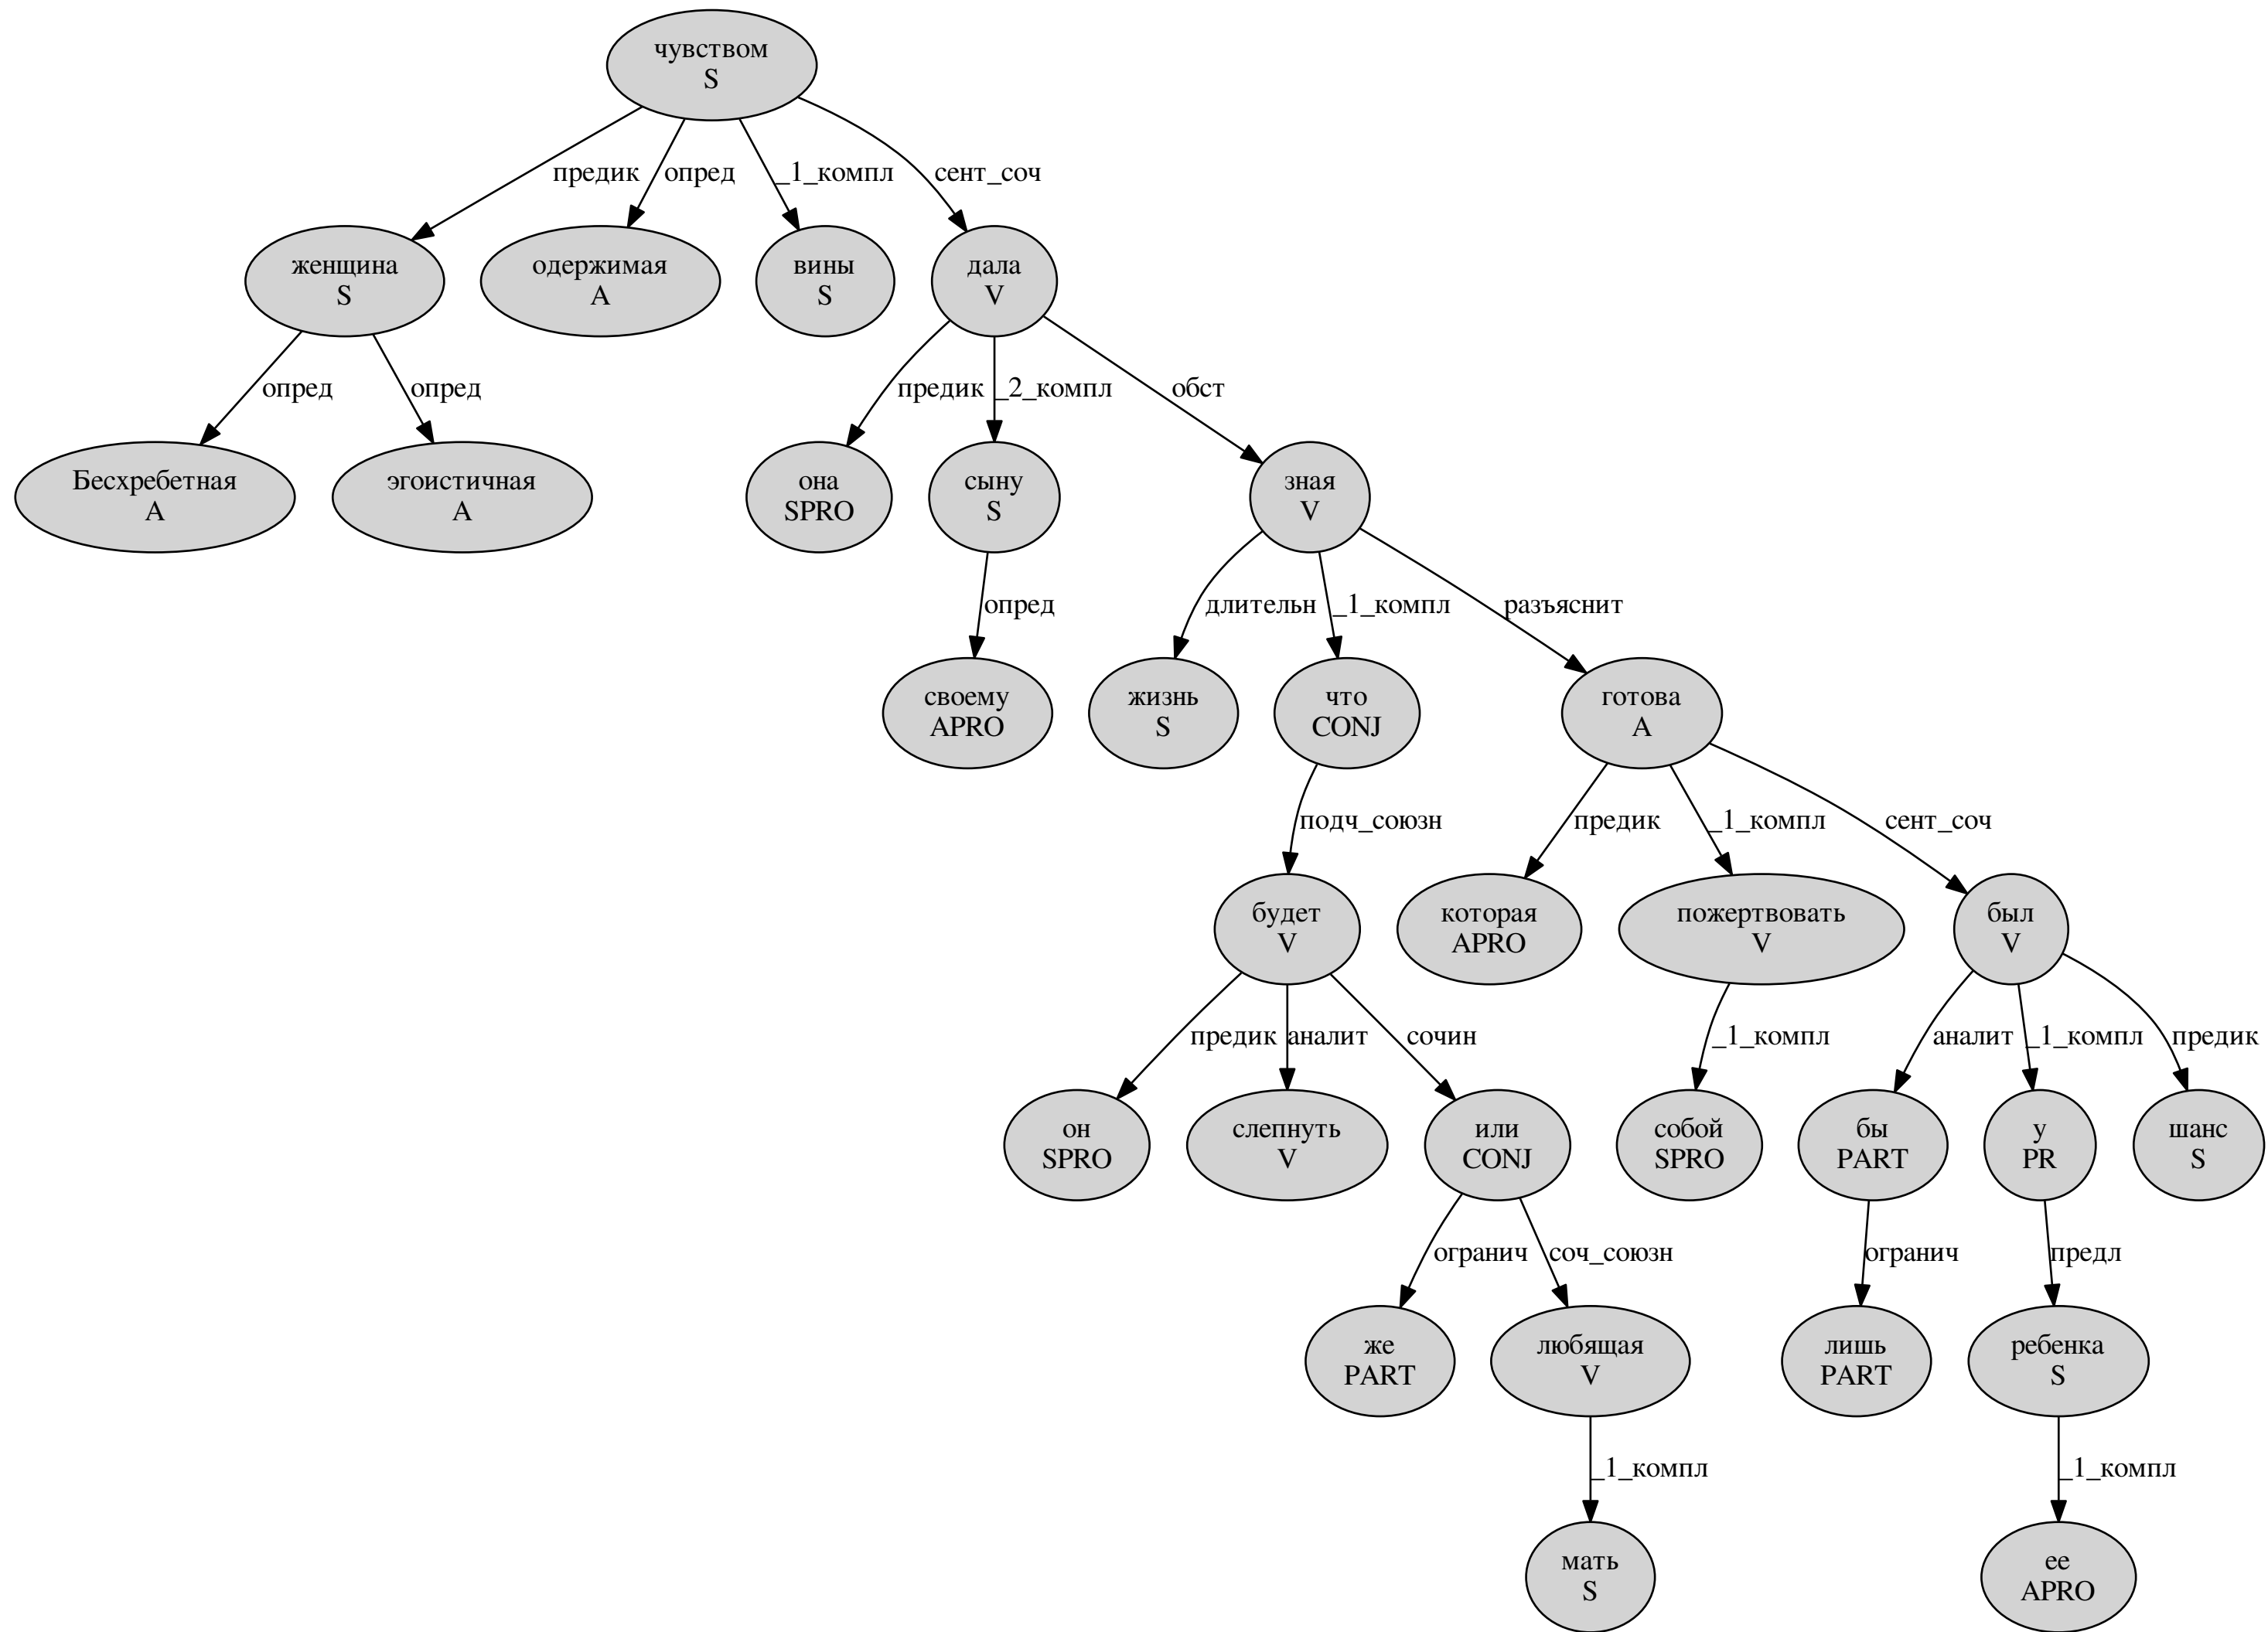 чувством
S
предик
опред
_1_компл
сент_соч
женщина
S
одержимая
A
вины
S
дала
V
опред
опред
предик
_2_компл
обст
Бесхребетная
A
эгоистичная
A
она
SPRO
сыну
S
зная
V
опред
длительн
_1_компл
разъяснит
своему
APRO
жизнь
S
что
CONJ
готова
A
подч_союзн
предик
_1_компл
сент_соч
будет
V
которая
APRO
пожертвовать
V
был
V
предик
аналит
сочин
_1_компл
аналит
_1_компл
предик
он
SPRO
слепнуть
V
или
CONJ
собой
SPRO
бы
PART
у
PR
шанс
S
огранич
соч_союзн
огранич
предл
же
PART
любящая
V
лишь
PART
ребенка
S
_1_компл
_1_компл
мать
S
ее
APRO